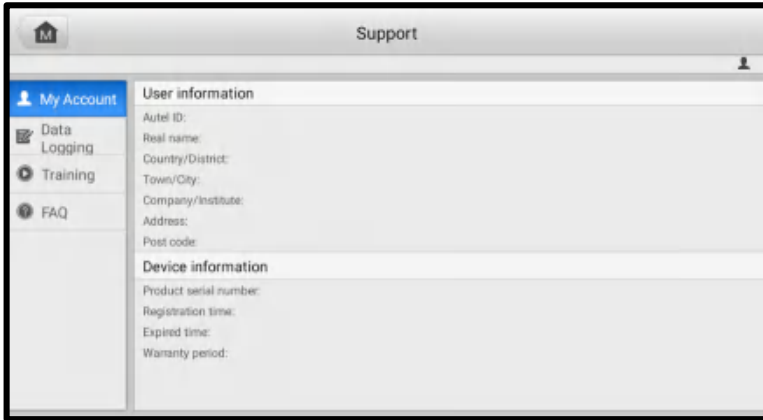 M
Support
My Account
Data
Logging
Training
FAQ
User information
Autel ID:
Real name:
Country/District:
Town/City:
Company/Institute:
Address:
Post code:
Device information
Product serial number:
Registration time:
Expired time:
Warranty period: